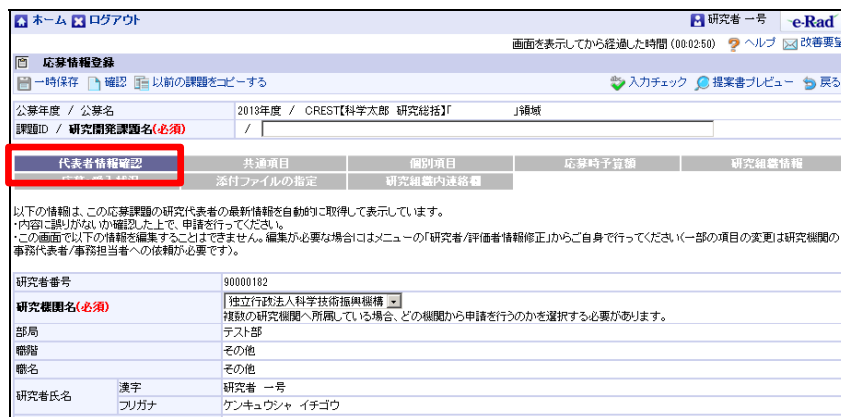 ホーム ログアウト 研究者 一号 e-Rad
画面を表示してから経過した時間 (00:02:50) ヘルプ 改善要望
応募情報登録
一時保存 確認 以前の課題をコピーする 入力チェック 提案書プレビュー 戻る
公募年度 / 公募名 2013年度 / CREST【科学太郎 研究総括】「 」領域
課題ID / 研究開発課題名(必須) /
代表者情報確認 共通項目 個別項目 応募時予算額 研究組織情報
応募・受入状況 添付ファイルの指定 研究組織内連絡欄
以下の情報は、この応募課題の研究代表者の最新情報を自動的に取得して表示しています。
・内容に誤りがないか確認した上で、申請を行ってください。
・この画面で以下の情報を編集することはできません。編集が必要な場合にはメニューの「研究者/評価者情報修正」からご自身で行ってください(一部の項目の変更は研究機関の
事務代表者/事務担当者への依頼が必要です)。
研究者番号 90000182
研究機関名(必須) 独立行政法人科学技術振興機構
複数の研究機関へ所属している場合、どの機関から申請を行うのかを選択する必要があります。
部局 テスト部
職階 その他
職名 その他
研究者氏名 漢字 研究者 一号
フリガナ ケンキュウシャ イチゴウ